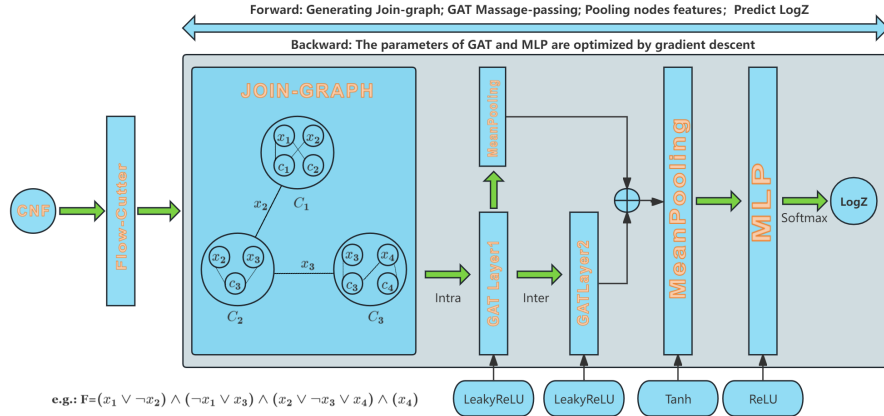 Forward: Generating Join-graph; GAT Massage-passing; Pooling nodes features; Predict LogZ
Backward: The parameters of GAT and MLP are optimized by gradient descent
CNF
Flow-Cutter
JOIN-GRAPH
x₁ x₂
c₁ c₂
C₁
x₂
x₂ x₃
c₃
C₂
x₃
x₃ x₄
c₃ c₄
C₃
Intra
MeanPooling
GAT Layer1
Inter
GATLayer2
MeanPooling
MLP
Softmax
LogZ
LeakyReLU
LeakyReLU
Tanh
ReLU
e.g.: F=(x₁ ∨ ¬x₂) ∧ (¬x₁ ∨ x₃) ∧ (x₂ ∨ ¬x₃ ∨ x₄) ∧ (x₄)